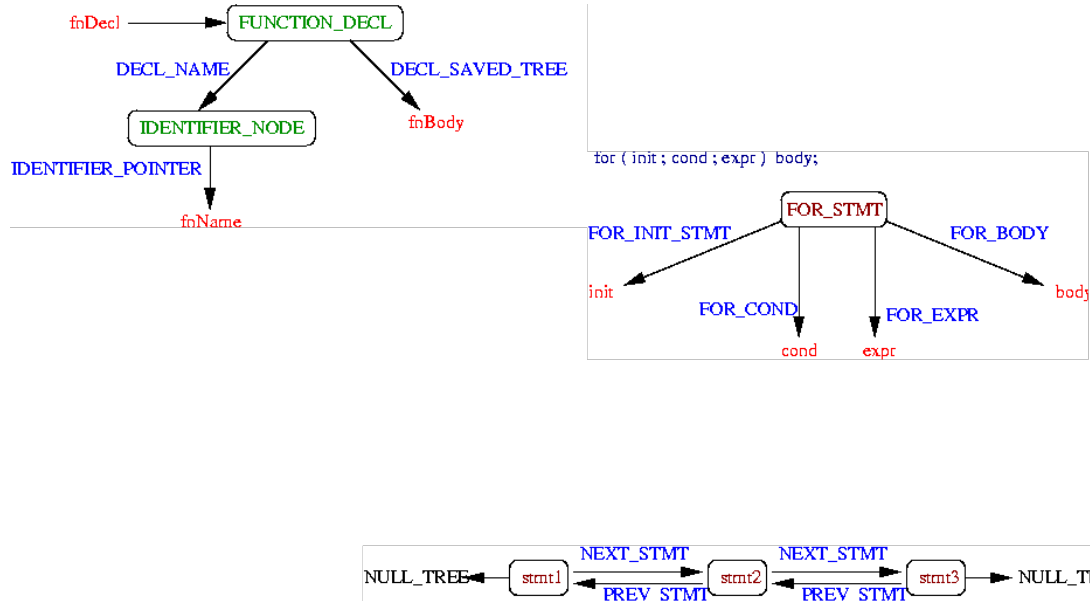 fnDecl
FUNCTION_DECL
DECL_NAME
DECL_SAVED_TREE
IDENTIFIER_NODE
fnBody
IDENTIFIER_POINTER
fnName
for ( init ; cond ; expr ) body;
FOR_STMT
FOR_INIT_STMT
FOR_BODY
init
body
FOR_COND
FOR_EXPR
cond
expr
NEXT_STMT
NEXT_STMT
NULL_TREE
stmt1
stmt2
stmt3
NULL_T
PREV_STMT
PREV_STMT